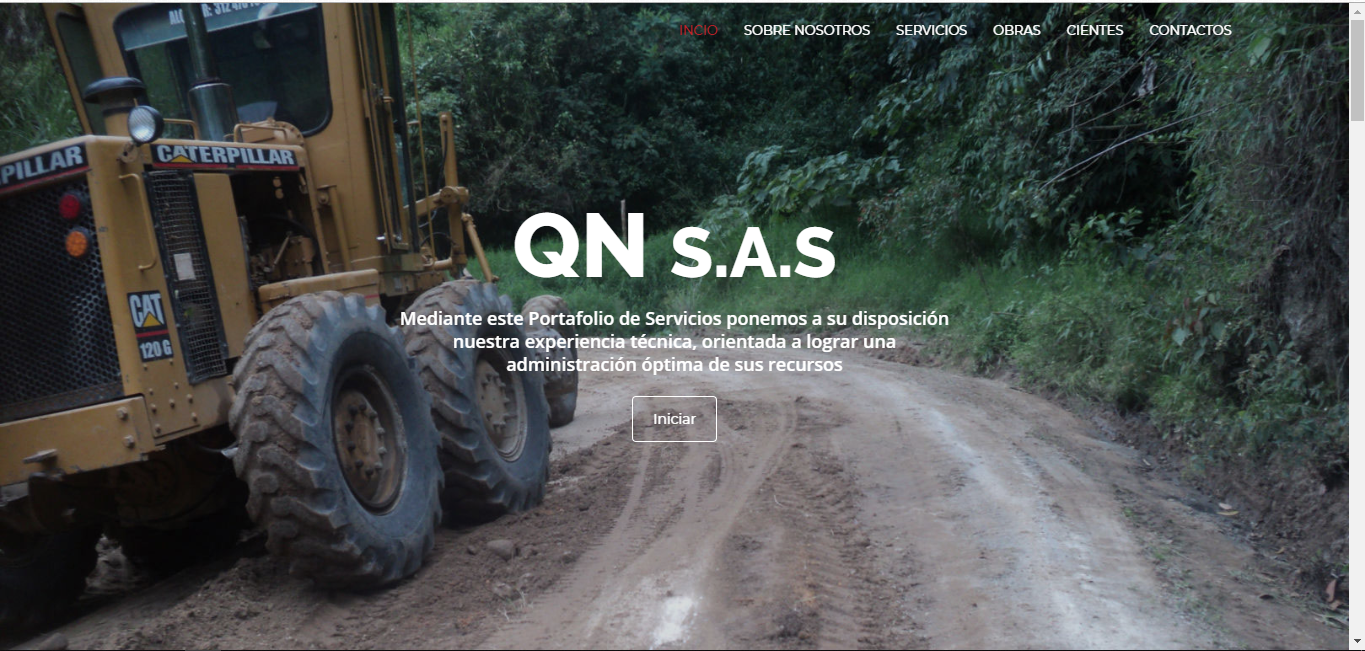 INCIO SOBRE NOSOTROS SERVICIOS OBRAS CIENTES CONTACTOS
PILLAR
CATERPILLAR
CAT
120 G
QN S.A.S
Mediante este Portafolio de Servicios ponemos a su disposición
nuestra experiencia técnica, orientada a lograr una
administración óptima de sus recursos
Iniciar